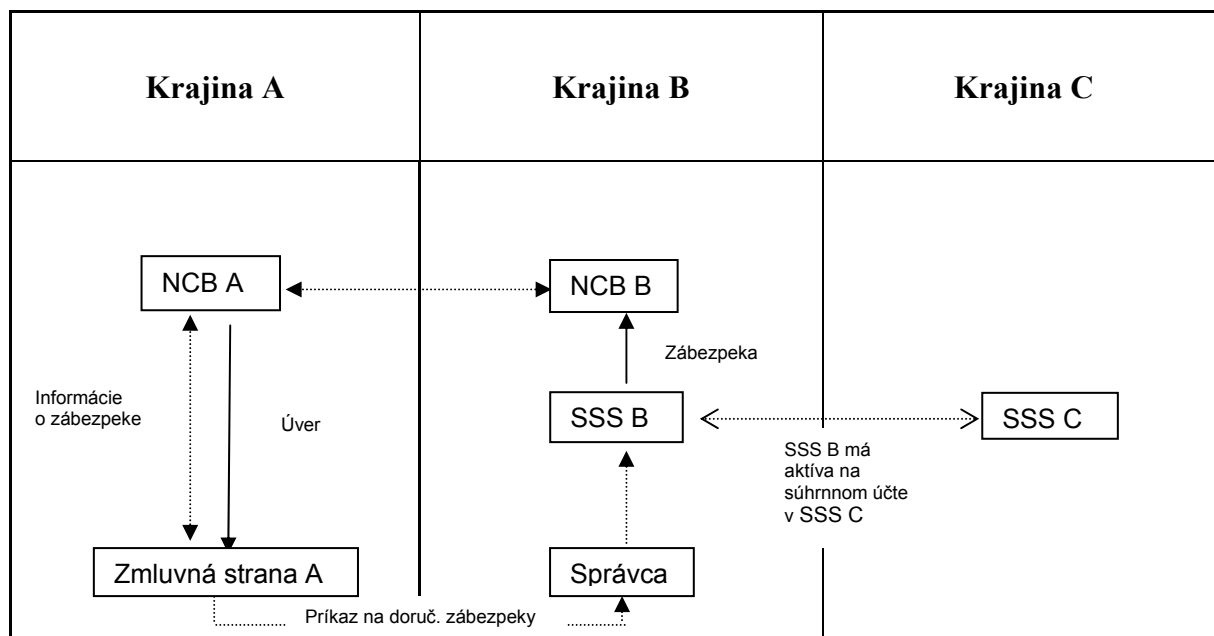 Krajina A
Krajina B
Krajina C
NCB A
NCB B
Zábezpeka
Informácie
o zábezpeke
Úver
SSS B
SSS C
SSS B má
aktíva na
súhrnnom účte
v SSS C
Zmluvná strana A
Správca
Príkaz na doruč. zábezpeky